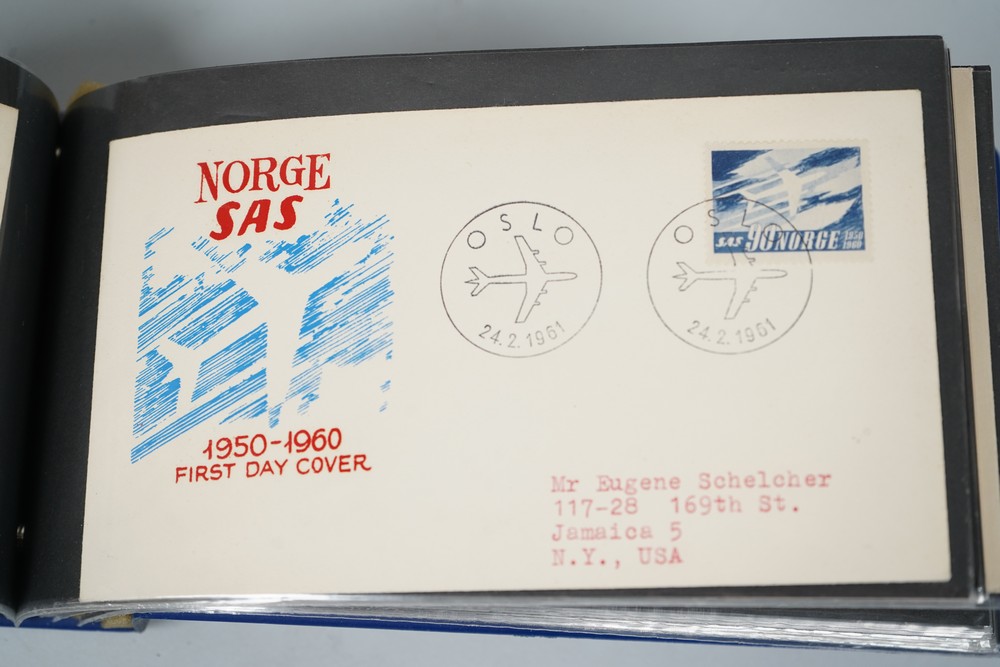 NORGE
SAS
1950-1960
FIRST DAY COVER
OSLO
24.2.1961
OSLO
24.2.1961
SAS 90 NORGE 1950
1960
Mr Eugene Schelcher
117-28 169th St.
Jamaica 5
N.Y., USA